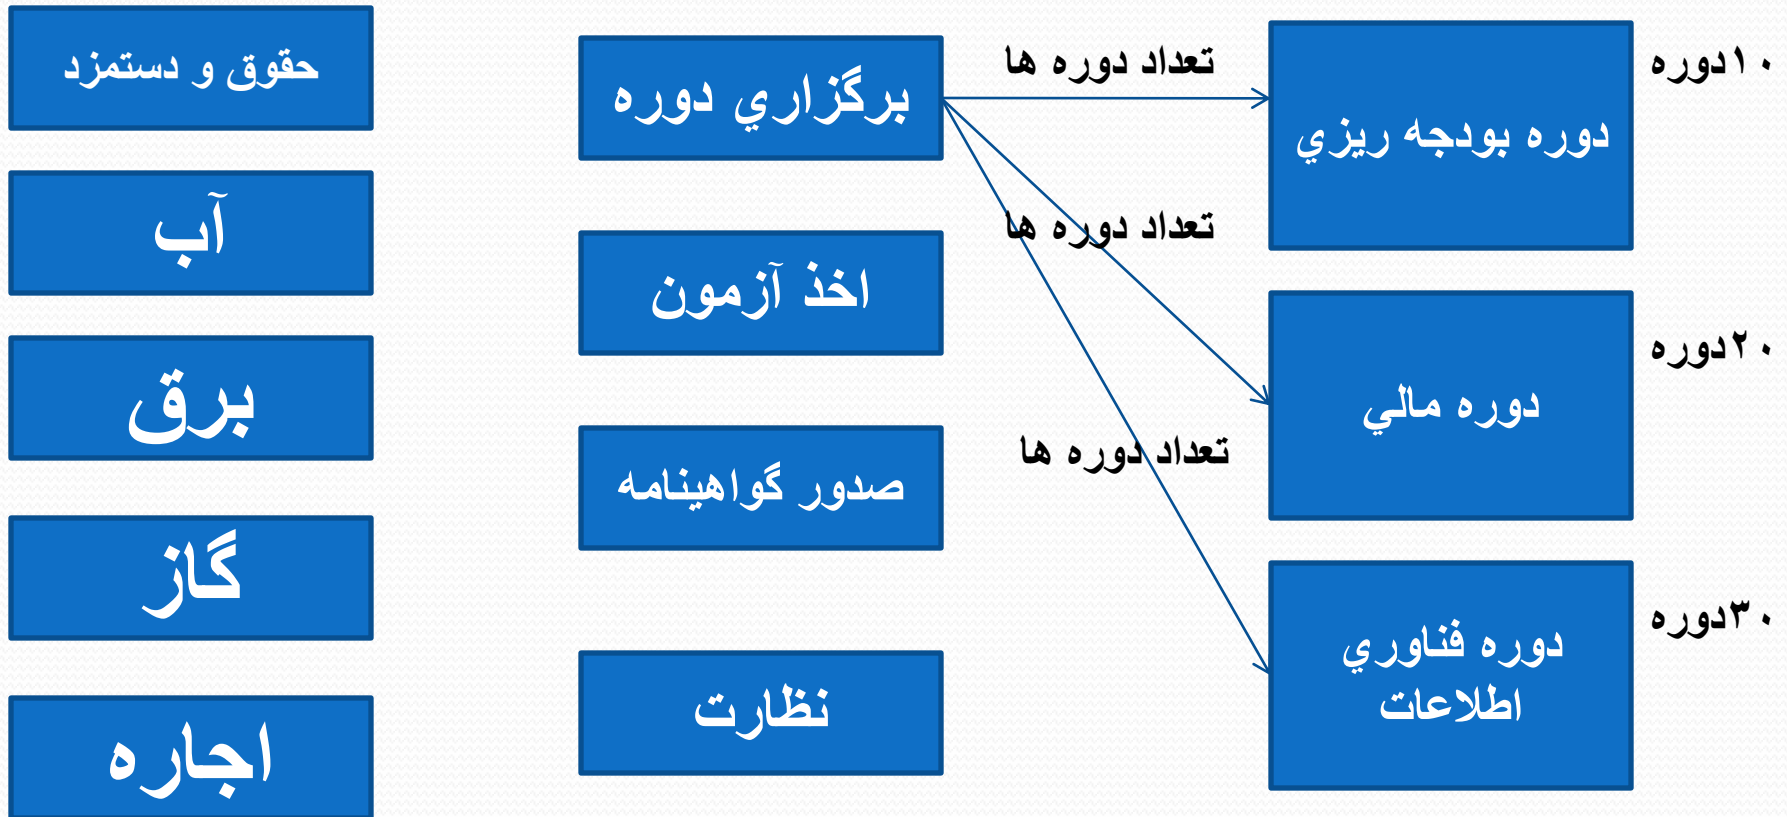 حقوق و دستمزد
آب
برق
گاز
اجاره
برگزاري دوره
اخذ آزمون
صدور گواهينامه
نظارت
تعداد دوره ها
تعداد دوره ها
تعداد دوره ها
دوره بودجه ريزي
دوره مالي
دوره فناوري
اطلاعات
۱۰دوره
۲۰دوره
۳۰دوره